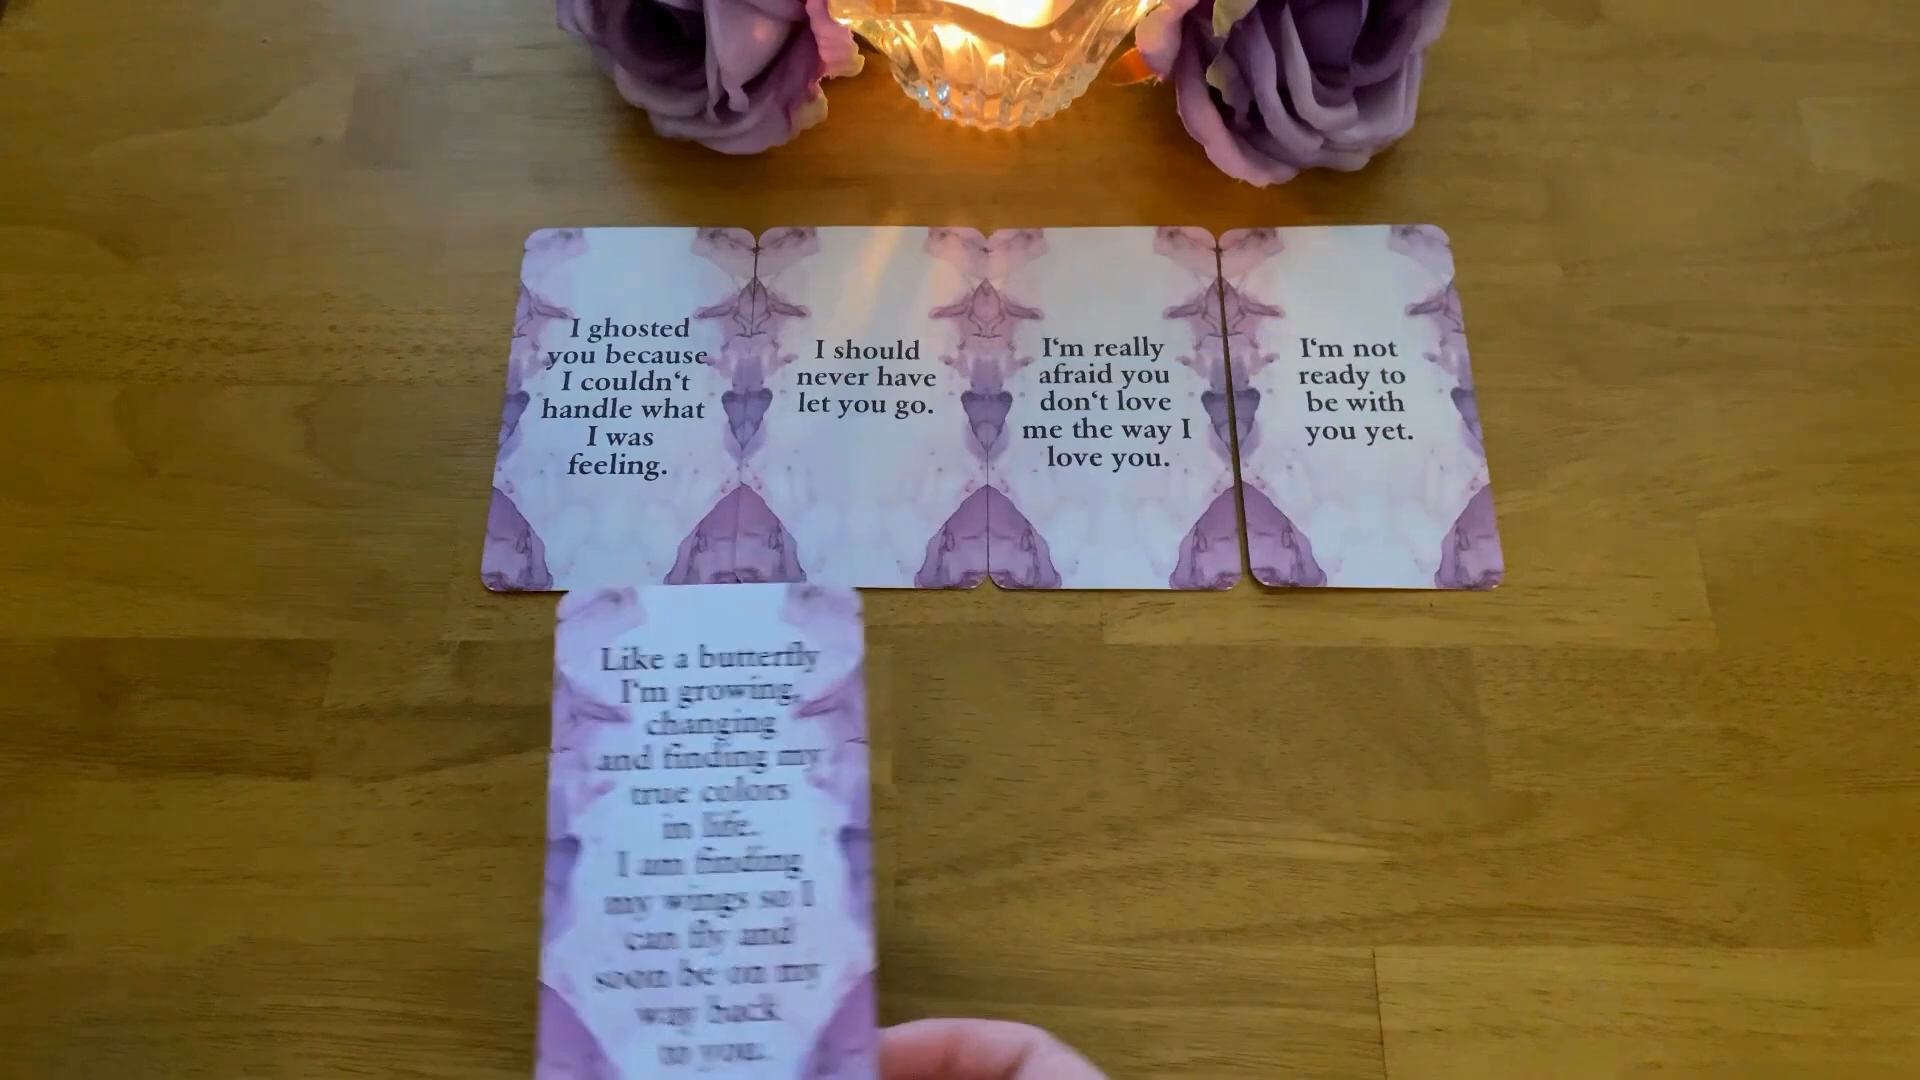 I ghosted
you because
I couldn‘t
handle what
I was
feeling.
I should
never have
let you go.
I‘m really
afraid you
don‘t love
me the way I
love you.
I‘m not
ready to
be with
you yet.
Like a butterfly
I‘m growing,
changing
and finding my
true colors
in life.
I am finding
my wings so I
can fly and
soon be on my
way back
to you.